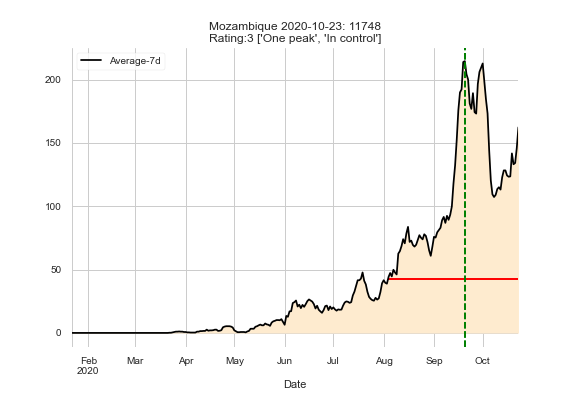 Mozambique 2020-10-23: 11748
Rating:3 ['One peak', 'In control']
Average-7d
200
150
100
50
0
Feb Mar Apr May Jun Jul Aug Sep Oct
2020
Date